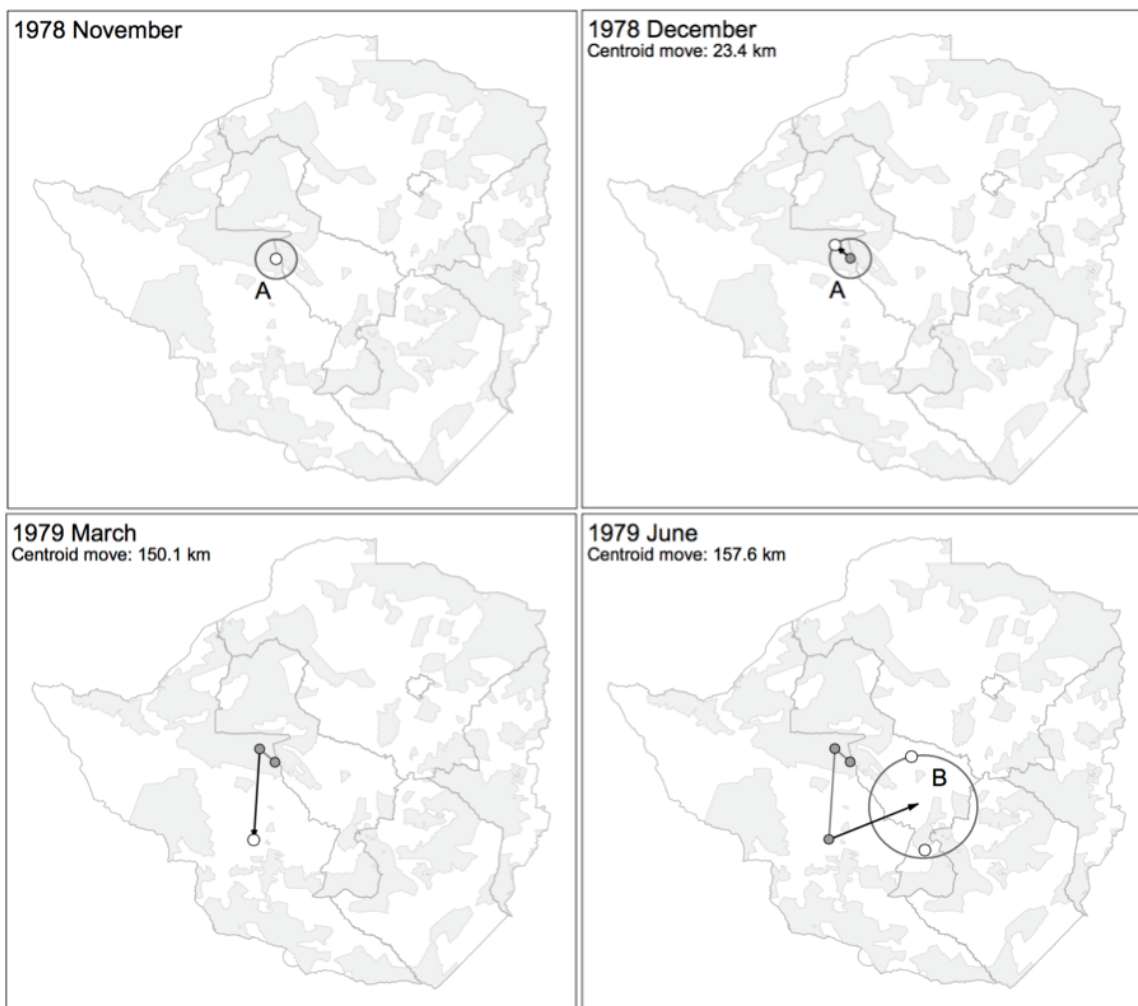 1978 November
A
1978 December
Centroid move: 23.4 km
A
1979 March
Centroid move: 150.1 km
1979 June
Centroid move: 157.6 km
B